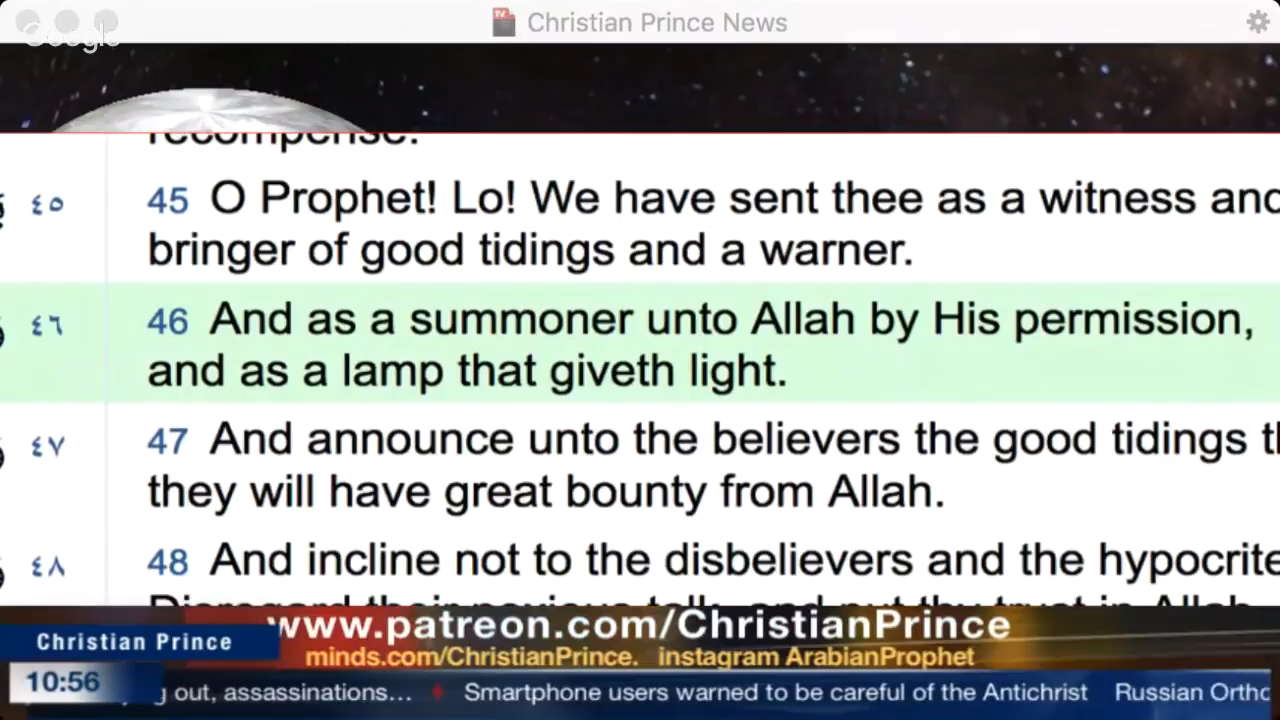 Christian Prince News
Google
recompense.
٤٥ 45 O Prophet! Lo! We have sent thee as a witness and
bringer of good tidings and a warner.
٤٦ 46 And as a summoner unto Allah by His permission,
and as a lamp that giveth light.
٤٧ 47 And announce unto the believers the good tidings
they will have great bounty from Allah.
٤٨ 48 And incline not to the disbelievers and the
www.patreon.com/ChristianPrince
Christian Prince
minds.com/ChristianPrince. instagram ArabianProphet
10:56 out, assassinations... Smartphone users warned to be careful of the Antichrist Russian